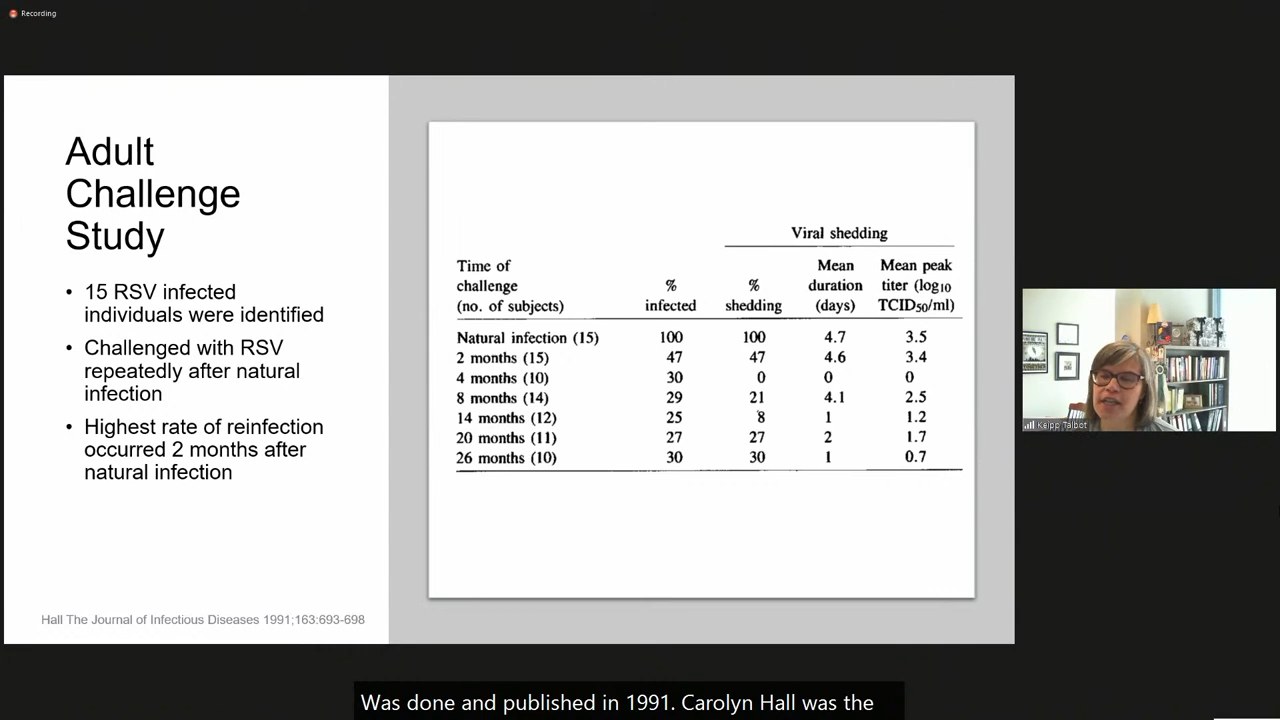 Recording
Adult
Challenge
Study
• 15 RSV infected
individuals were identified
• Challenged with RSV
repeatedly after natural
infection
• Highest rate of reinfection
occurred 2 months after
natural infection
Hall The Journal of Infectious Diseases 1991;163:693-698
Viral shedding
Time of challenge (no. of subjects) % infected % shedding Mean duration (days) Mean peak titer (log10 TCID50/ml)
Natural infection (15) 100 100 4.7 3.5
2 months (15) 47 47 4.6 3.4
4 months (10) 30 0 0 0
8 months (14) 29 21 4.1 2.5
14 months (12) 25 8 1 1.2
20 months (11) 27 27 2 1.7
26 months (10) 30 30 1 0.7
Keipp Talbot
Was done and published in 1991. Carolyn Hall was the